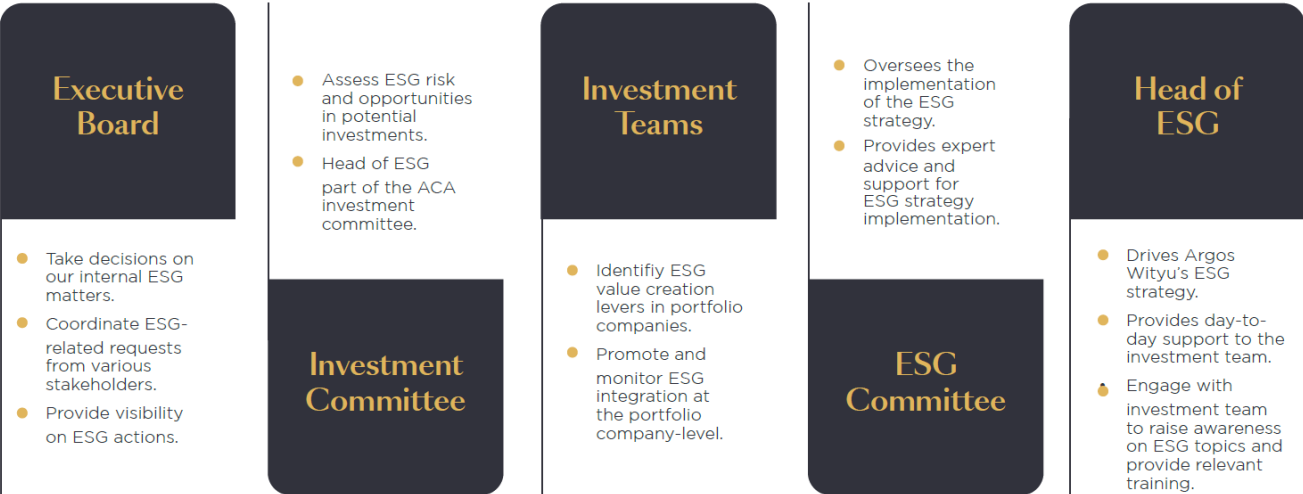 Executive
Board
Take decisions on
our internal ESG
matters.
Coordinate ESG-
related requests
from various
stakeholders.
Provide visibility
on ESG actions.
Assess ESG risk
and opportunities
in potential
investments.
Head of ESG
part of the ACA
investment
committee.
Investment
Committee
Investment
Teams
Identifiy ESG
value creation
levers in portfolio
companies.
Promote and
monitor ESG
integration at
the portfolio
company-level.
Oversees the
implementation
of the ESG
strategy.
Provides expert
advice and
support for
ESG strategy
implementation.
ESG
Committee
Head of
ESG
Drives Argos
Wityu’s ESG
strategy.
Provides day-to-
day support to the
investment team.
Engage with
investment team
to raise awareness
on ESG topics and
provide relevant
training.